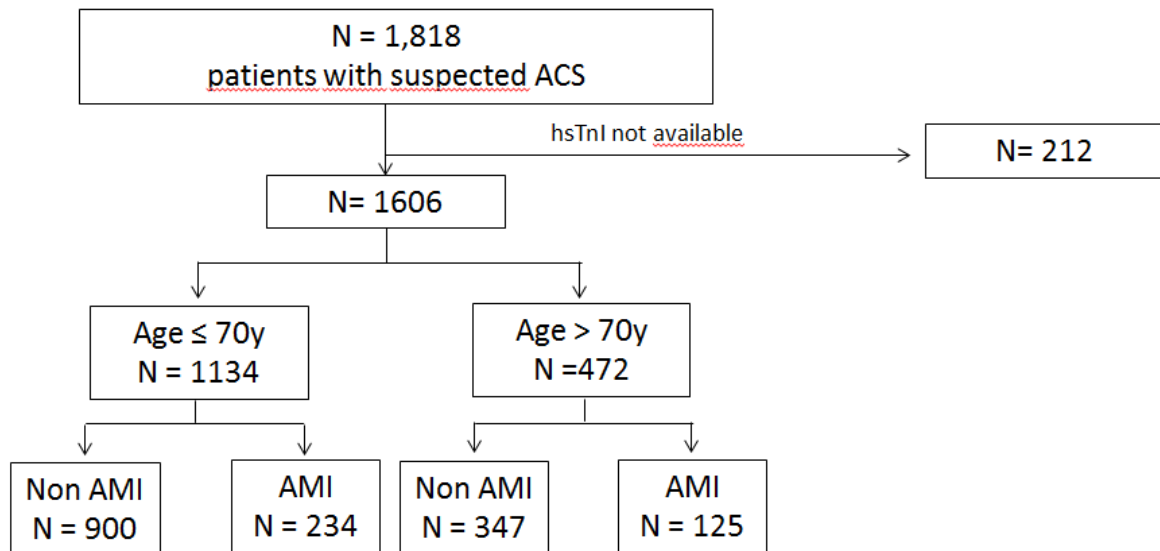 N = 1,818
patients with suspected ACS
hsTnI not available
N= 212
N= 1606
Age ≤ 70y
N = 1134
Age > 70y
N =472
Non AMI
N = 900
AMI
N = 234
Non AMI
N = 347
AMI
N = 125